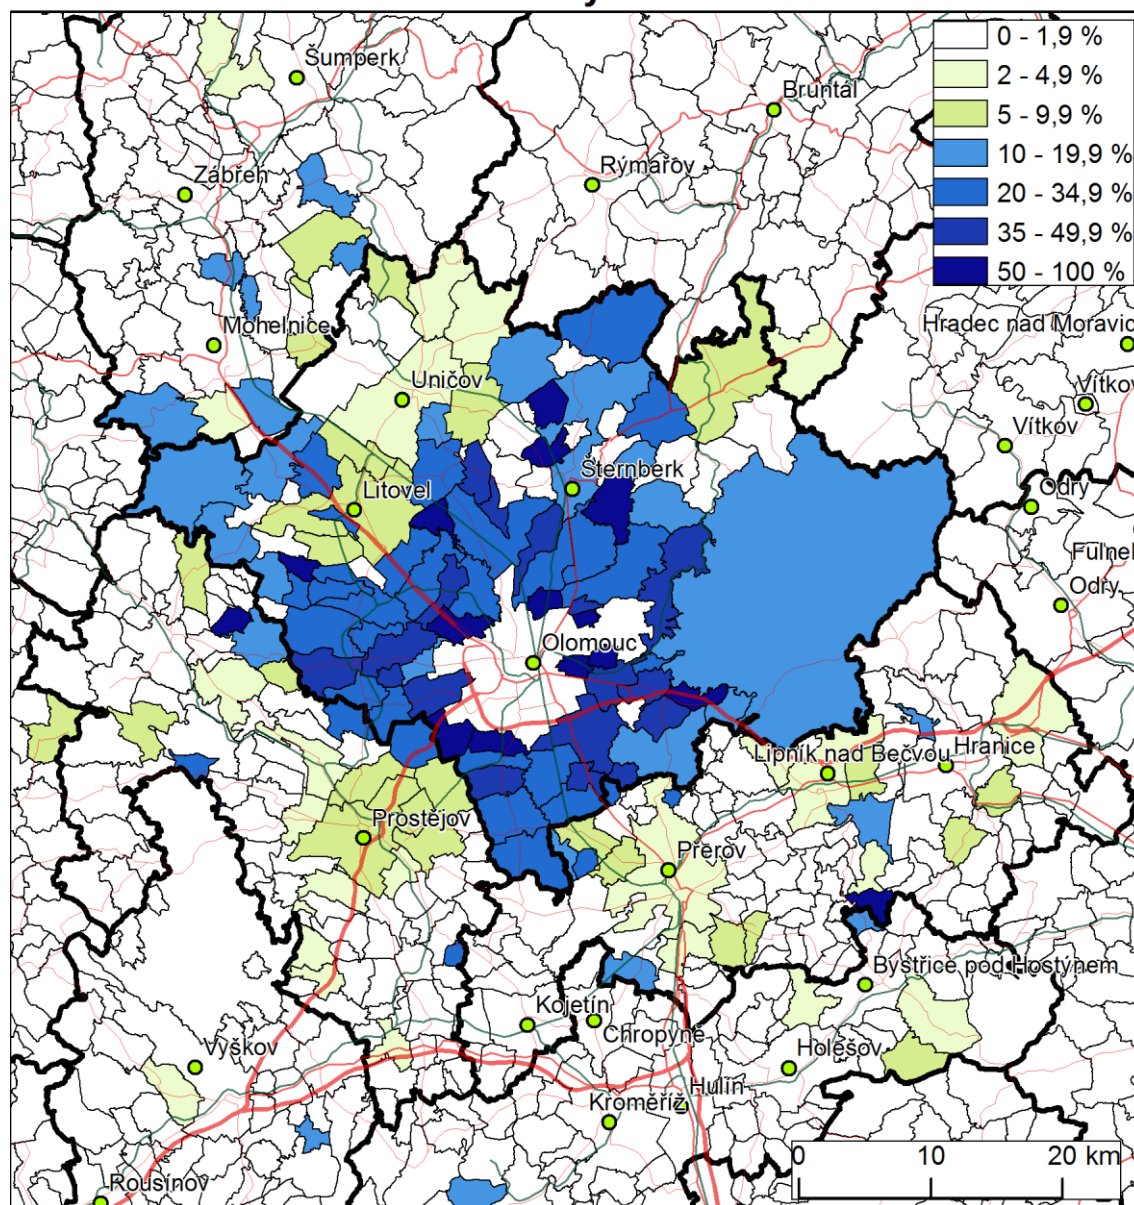 Šumperk
Bruntál
Zábřeh
Rýmařov
0 - 1,9 %
2 - 4,9 %
5 - 9,9 %
10 - 19,9 %
20 - 34,9 %
35 - 49,9 %
50 - 100 %
Mohelnice
Hradec nad Moravic
Uničov
Vítkov
Vítkov
Šternberk
Litovel
Odry
Fulnek
Odry
Olomouc
Lipník nad Bečvou
Hranice
Prostějov
Přerov
Bystřice pod Hostýnem
Kojetín
Chropyně
Vyškov
Holešov
Hulín
Kroměříž
Rousínov
0 10 20 km